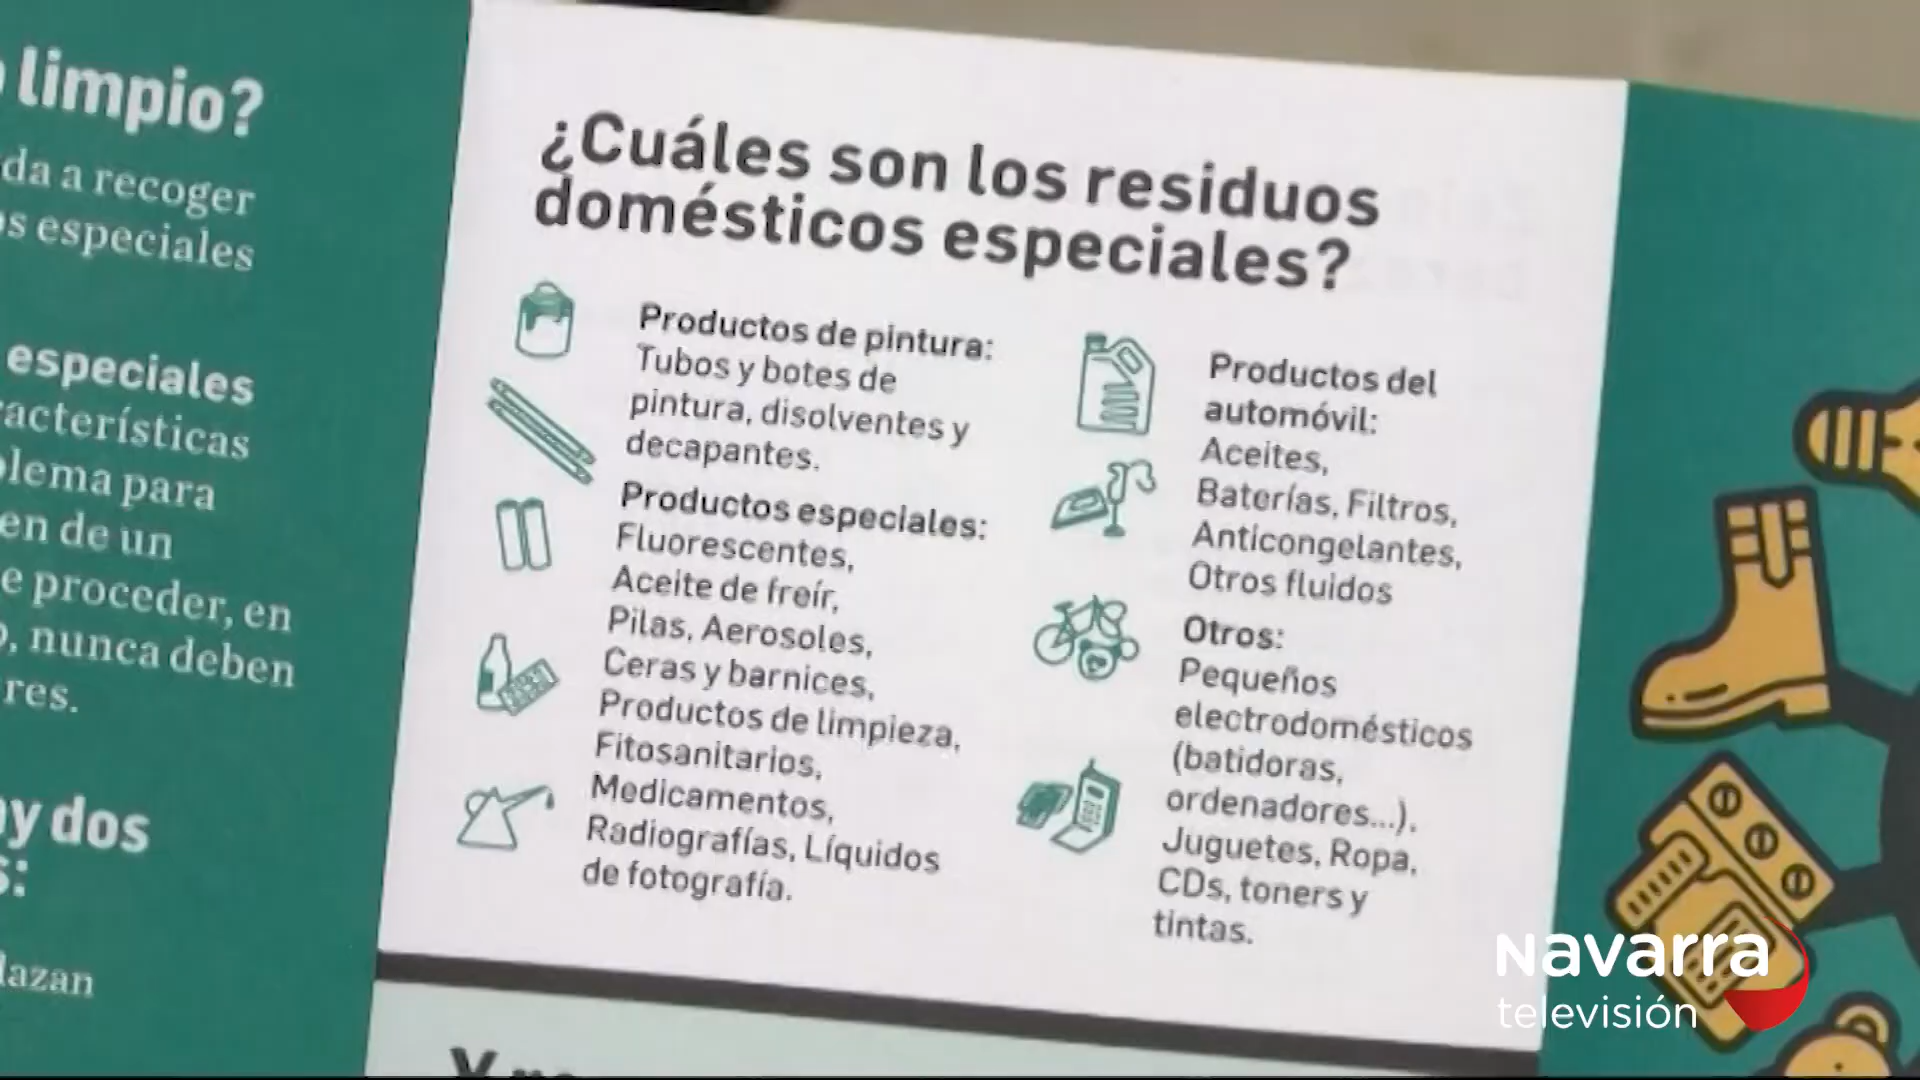 limpio?
da a recoger
os especiales
especiales
acterísticas
lema para
en de un
e proceder, en
o, nunca deben
res.
y dos
s:
lazan
¿Cuáles son los residuos
domésticos especiales?
Productos de pintura:
Tubos y botes de
pintura, disolventes y
decapantes.
Productos especiales:
Fluorescentes,
Aceite de freír,
Pilas, Aerosoles,
Ceras y barnices,
Productos de limpieza,
Fitosanitarios,
Medicamentos,
Radiografías, Líquidos
de fotografía.
Productos del
automóvil:
Aceites,
Baterías, Filtros,
Anticongelantes,
Otros fluidos
Otros:
Pequeños
electrodomésticos
(batidoras,
ordenadores...).
Juguetes, Ropa,
CDs, toners y
tintas.
Navarra
televisión